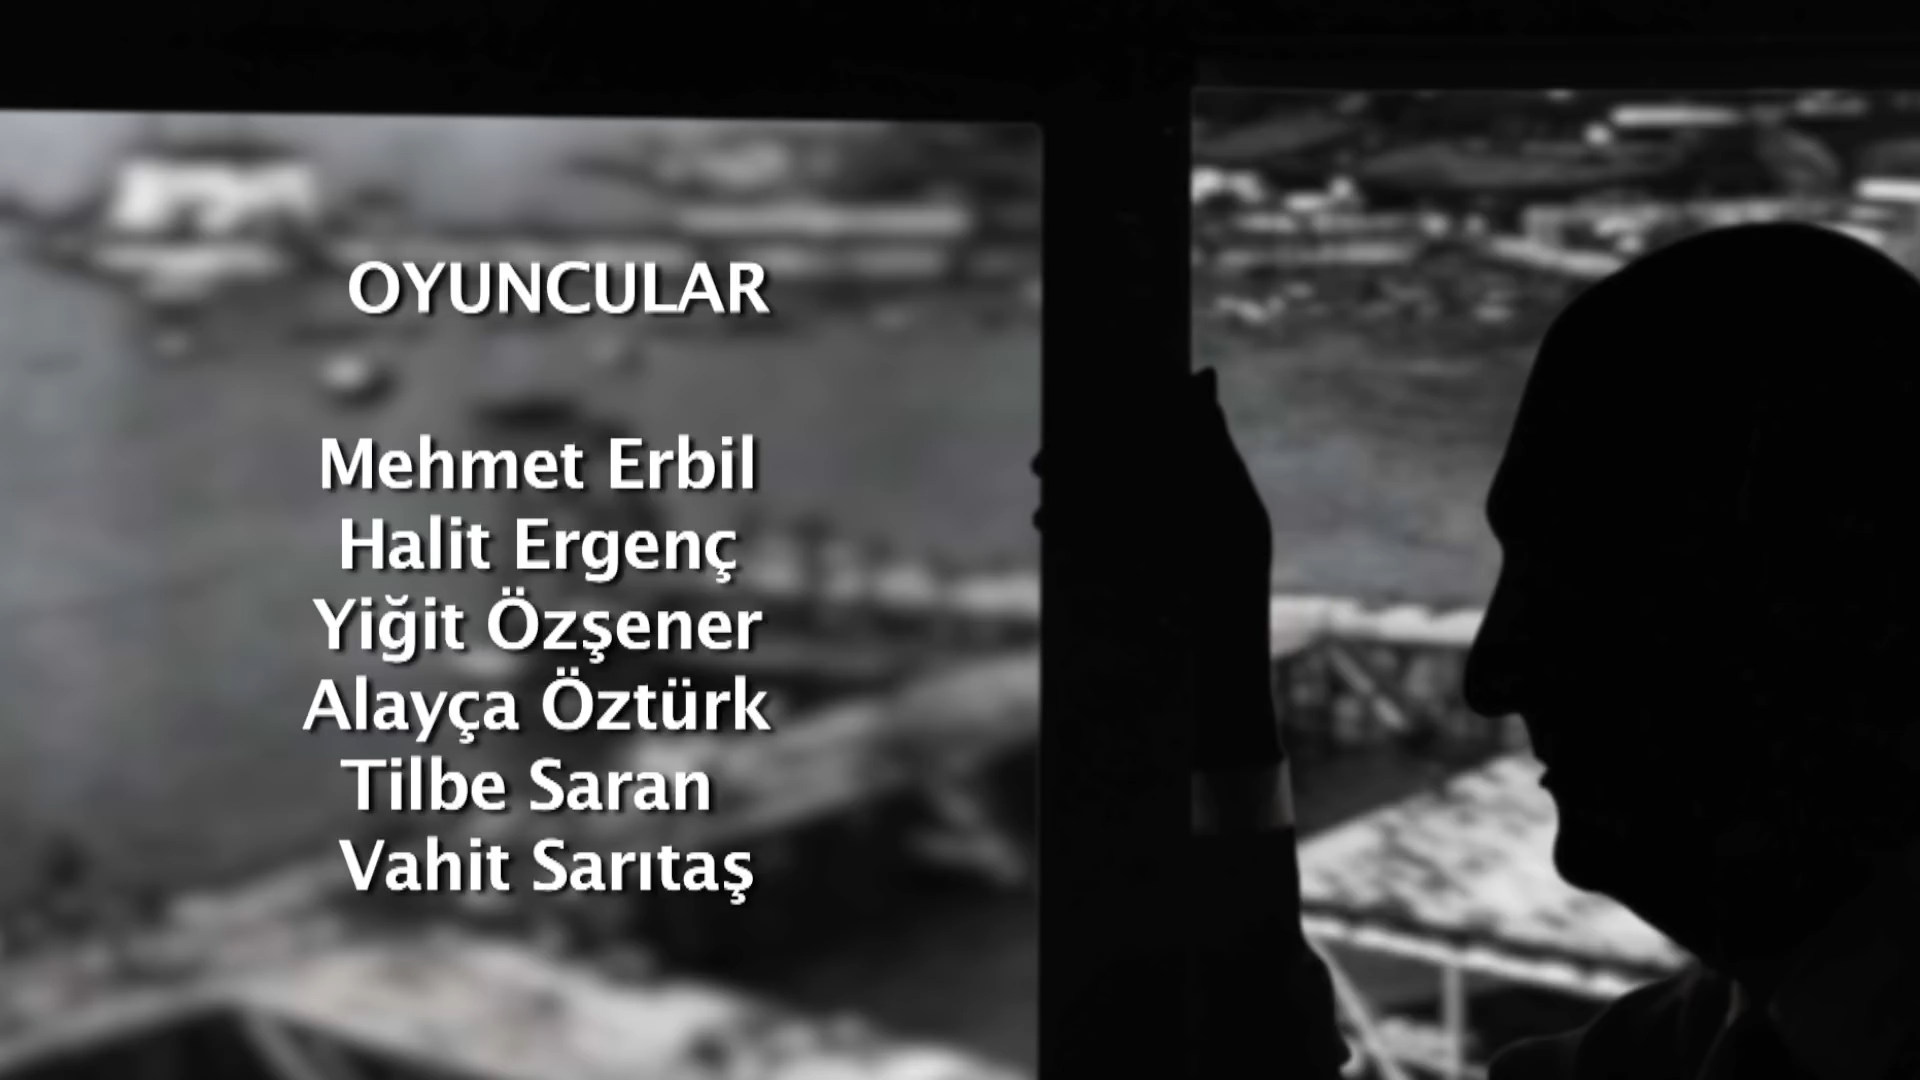 OYUNCULAR
Mehmet Erbil
Halit Ergenç
Yiğit Özşener
Alayça Öztürk
Tilbe Saran
Vahit Sarıtaş